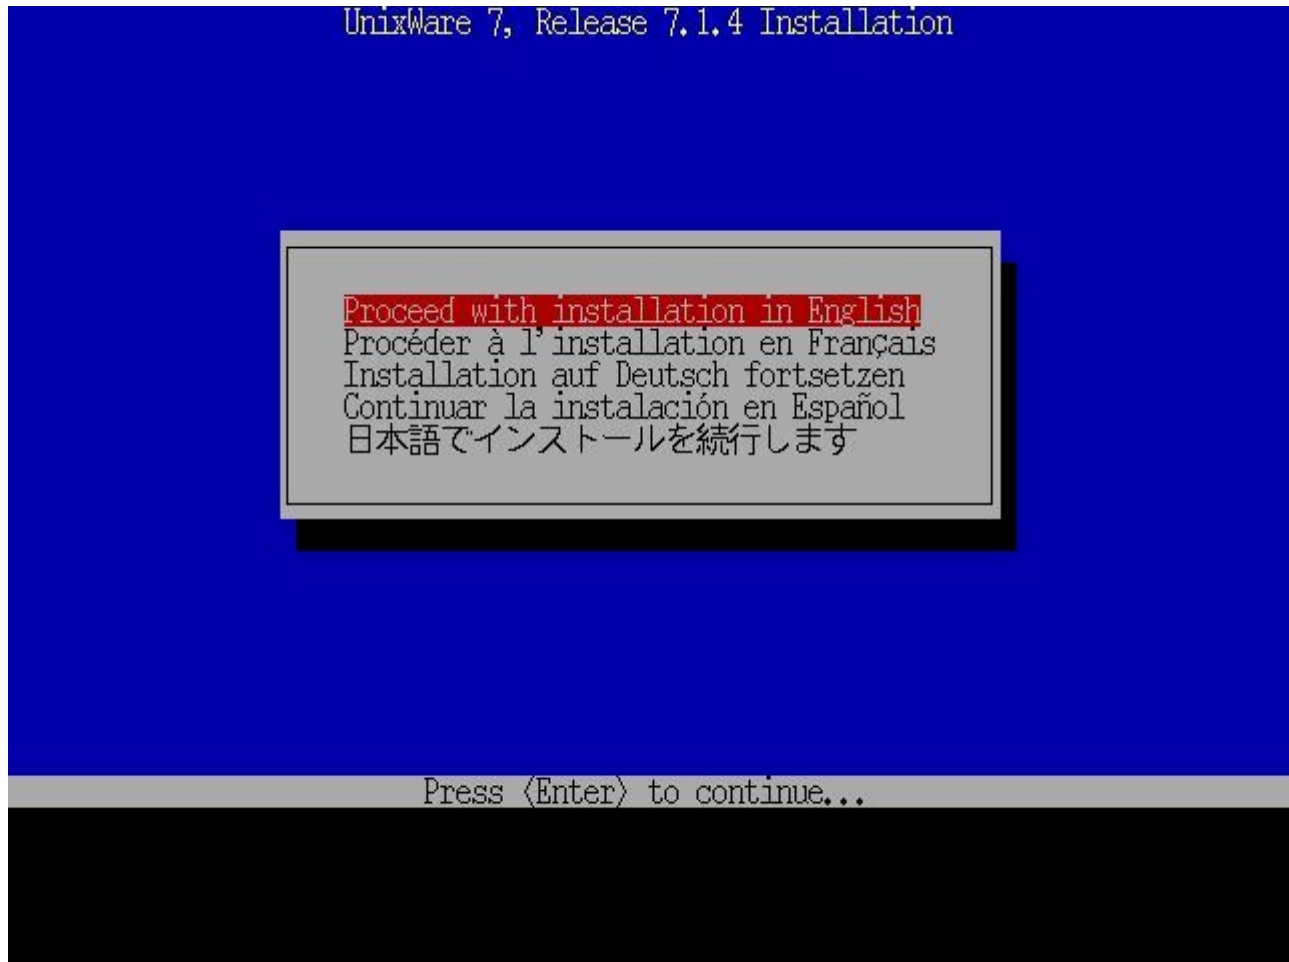 UnixWare 7, Release 7.1.4 Installation
Proceed with installation in English
Procéder à l'installation en Français
Installation auf Deutsch fortsetzen
Continuar la instalación en Español
日本語でインストールを続行します
Press <Enter> to continue...